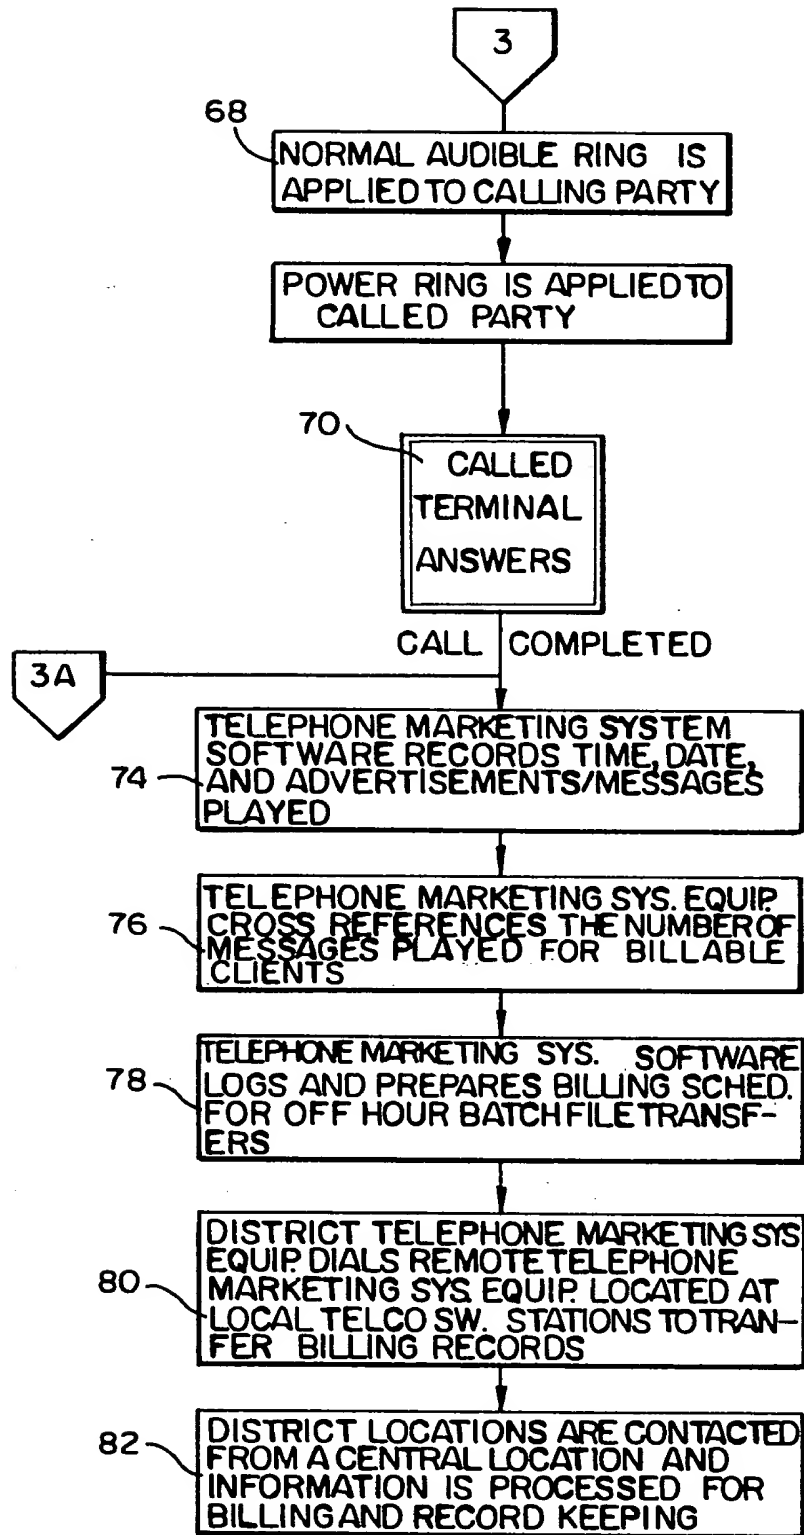 3
68
NORMAL AUDIBLE RING IS
APPLIED TO CALLING PARTY
POWER RING IS APPLIED TO
CALLED PARTY
70
CALLED
TERMINAL
ANSWERS
CALL COMPLETED
3A
74
TELEPHONE MARKETING SYSTEM
SOFTWARE RECORDS TIME, DATE,
AND ADVERTISEMENTS/MESSAGES
PLAYED
76
TELEPHONE MARKETING SYS. EQUIP.
CROSS REFERENCES THE NUMBER OF
MESSAGES PLAYED FOR BILLABLE
CLIENTS
78
TELEPHONE MARKETING SYS. SOFTWARE
LOGS AND PREPARES BILLING SCHED.
FOR OFF HOUR BATCH FILE TRANSF-
ERS
80
DISTRICT TELEPHONE MARKETING SYS
EQUIP. DIALS REMOTE TELEPHONE
MARKETING SYS. EQUIP. LOCATED AT
LOCAL TELCO SW. STATIONS TO TRAN-
FER BILLING RECORDS
82
DISTRICT LOCATIONS ARE CONTACTED
FROM A CENTRAL LOCATION AND
INFORMATION IS PROCESSED FOR
BILLING AND RECORD KEEPING